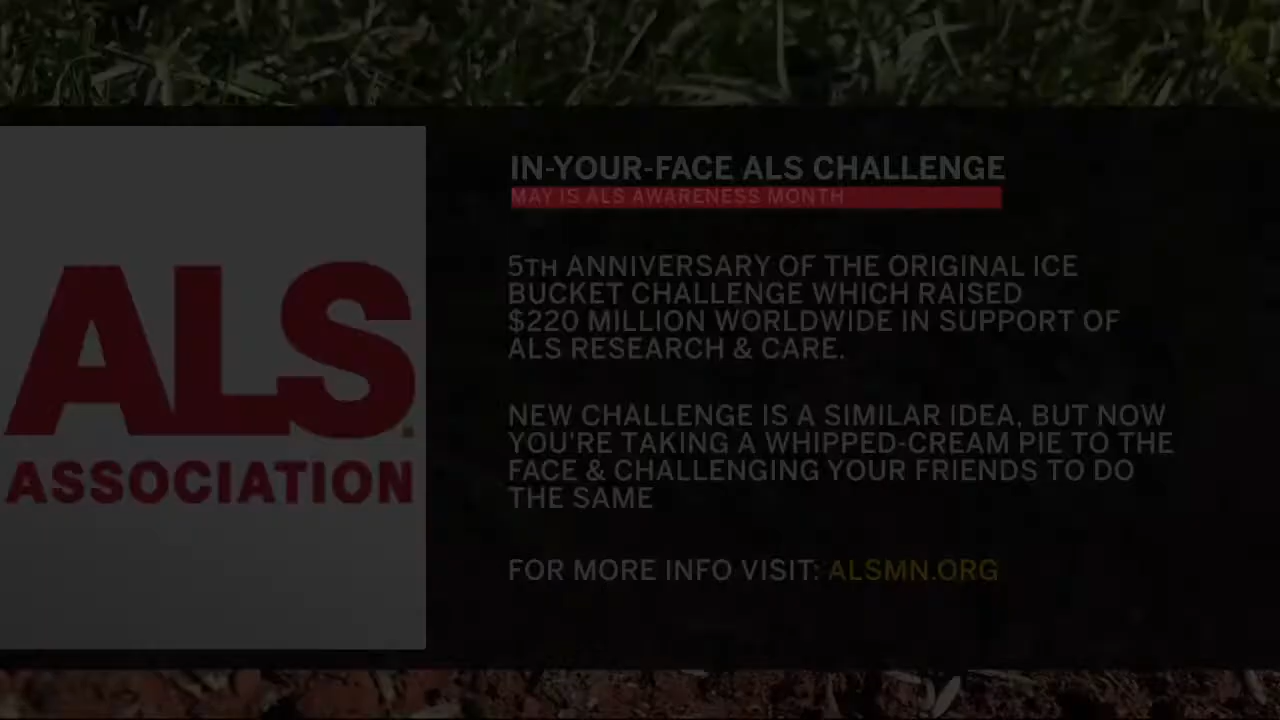 ALS
ASSOCIATION
IN-YOUR-FACE ALS CHALLENGE
MAY IS ALS AWARENESS MONTH
5TH ANNIVERSARY OF THE ORIGINAL ICE
BUCKET CHALLENGE WHICH RAISED
$220 MILLION WORLDWIDE IN SUPPORT OF
ALS RESEARCH & CARE.
NEW CHALLENGE IS A SIMILAR IDEA, BUT NOW
YOU'RE TAKING A WHIPPED-CREAM PIE TO THE
FACE & CHALLENGING YOUR FRIENDS TO DO
THE SAME
FOR MORE INFO VISIT: ALSMN.ORG